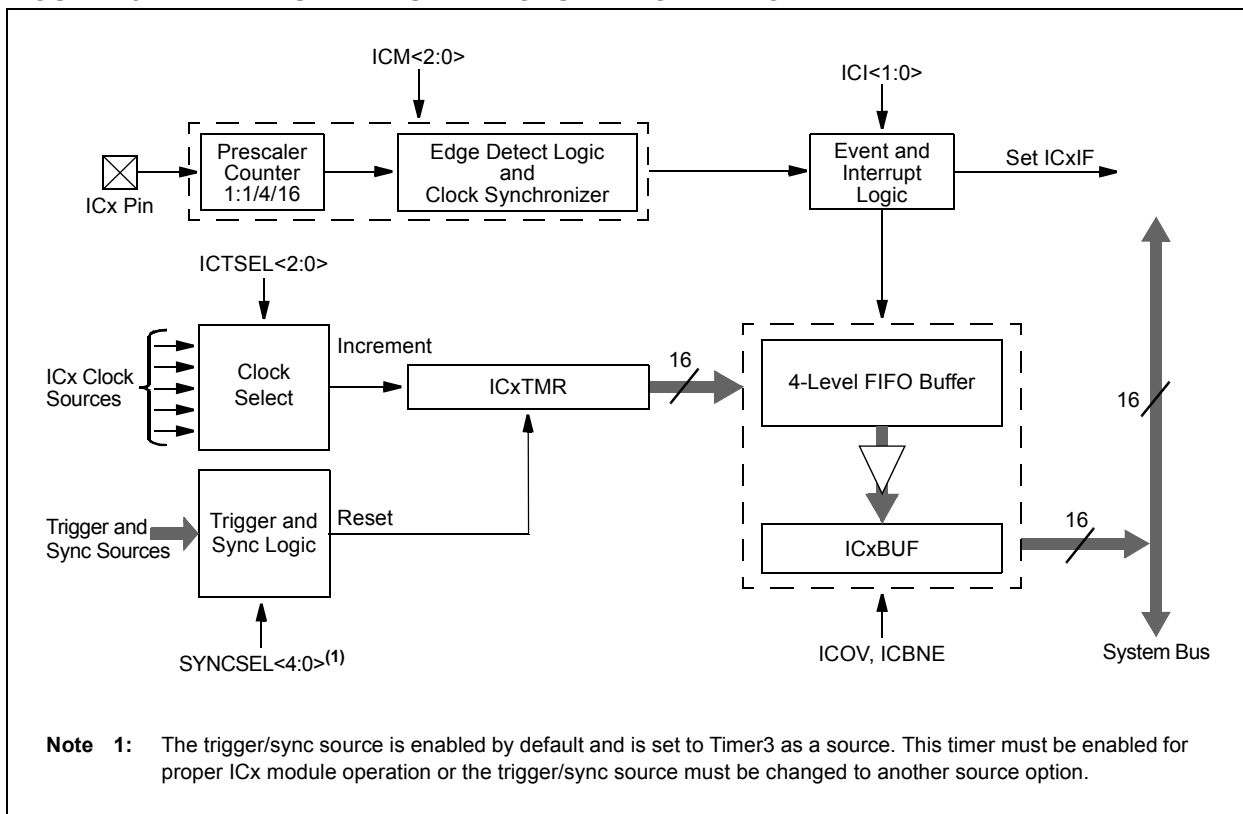 ICM<2:0>
ICI<1:0>
Prescaler
Counter
1:1/4/16
Edge Detect Logic
and
Clock Synchronizer
Event and
Interrupt
Logic
Set ICxIF
ICx Pin
ICTSEL<2:0>
Increment
ICx Clock
Sources
Clock
Select
ICxTMR
16
4-Level FIFO Buffer
16
Trigger and
Sync Sources
Trigger and
Sync Logic
Reset
ICxBUF
16
SYNCSEL<4:0>(1)
ICOV, ICBNE
System Bus
Note 1: The trigger/sync source is enabled by default and is set to Timer3 as a source. This timer must be enabled for
proper ICx module operation or the trigger/sync source must be changed to another source option.